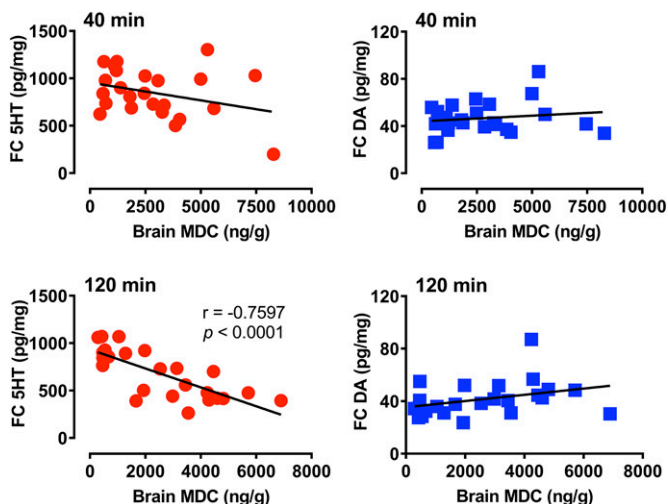 40 min
FC 5HT (pg/mg)
1500
1000
500
0
0 2500 5000 7500 10000
Brain MDC (ng/g)
FC DA (pg/mg)
120
80
40
0
0 2500 5000 7500 10000
Brain MDC (ng/g)
120 min
r = -0.7597
p < 0.0001
FC 5HT (pg/mg)
1500
1000
500
0
0 2000 4000 6000 8000
Brain MDC (ng/g)
120 min
FC DA (pg/mg)
120
80
40
0
0 2000 4000 6000 8000
Brain MDC (ng/g)